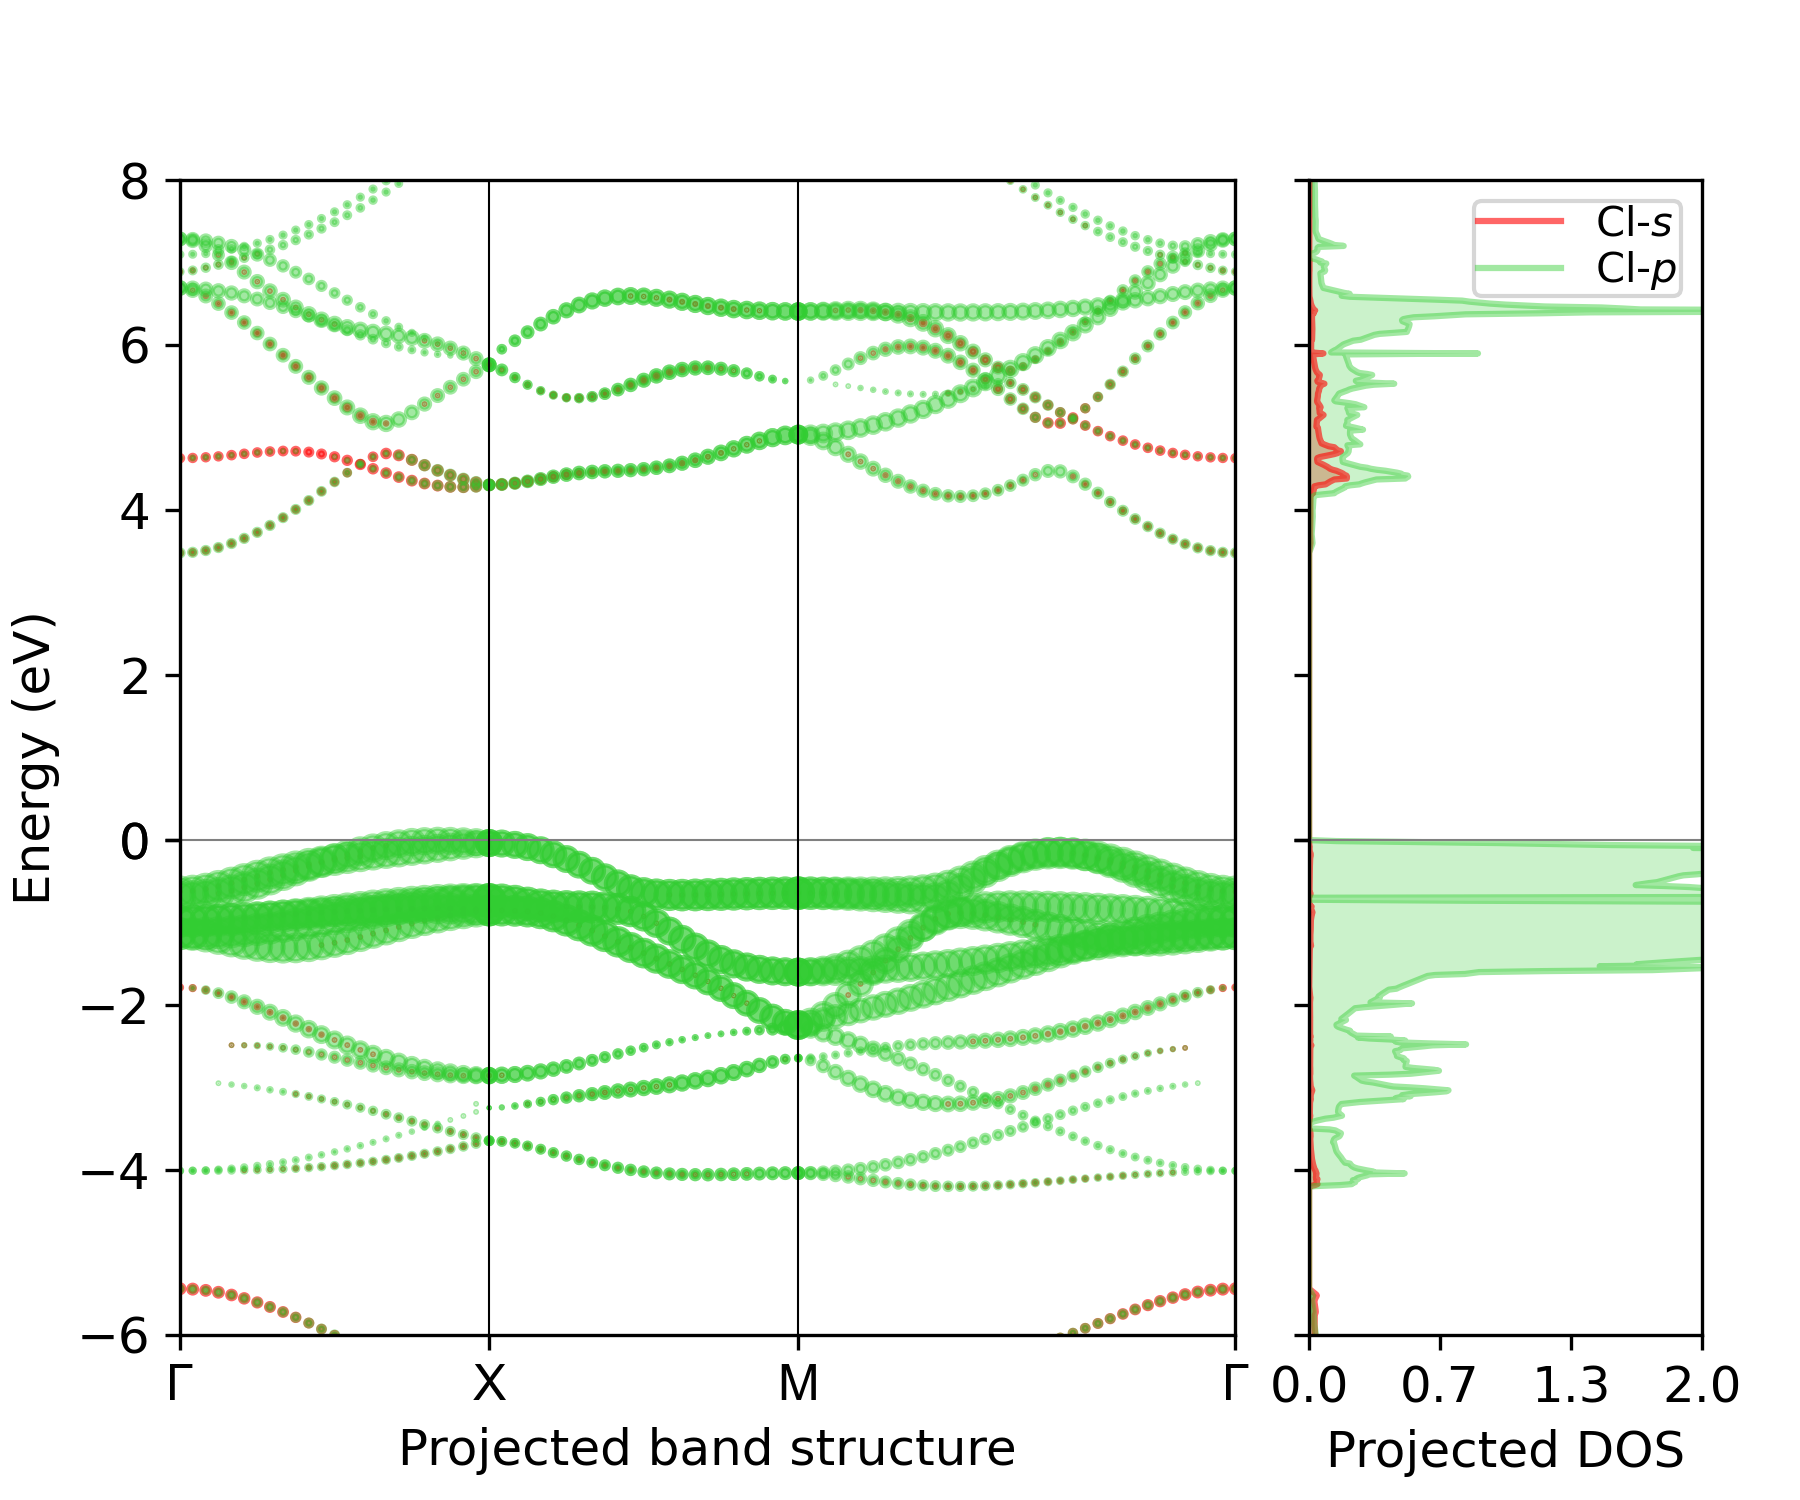 8
6
4
2
0
−2
−4
−6
Energy (eV)
Γ
X
M
Γ
Projected band structure
Cl-s
Cl-p
0.0
0.7
1.3
2.0
Projected DOS